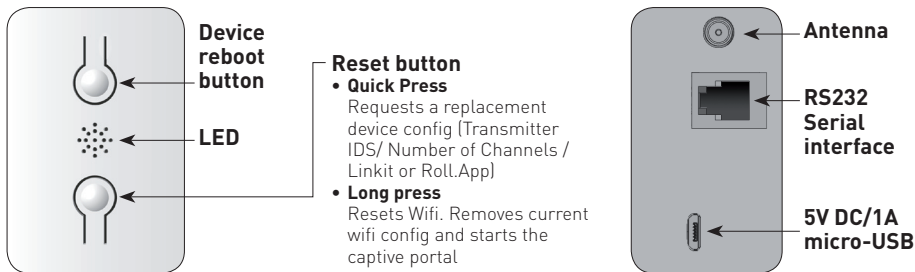 Device
reboot
button
LED
Reset button
• Quick Press
Requests a replacement
device config (Transmitter
IDS/ Number of Channels /
Linkit or Roll.App)
• Long press
Resets Wifi. Removes current
wifi config and starts the
captive portal
Antenna
RS232
Serial
interface
5V DC/1A
micro-USB